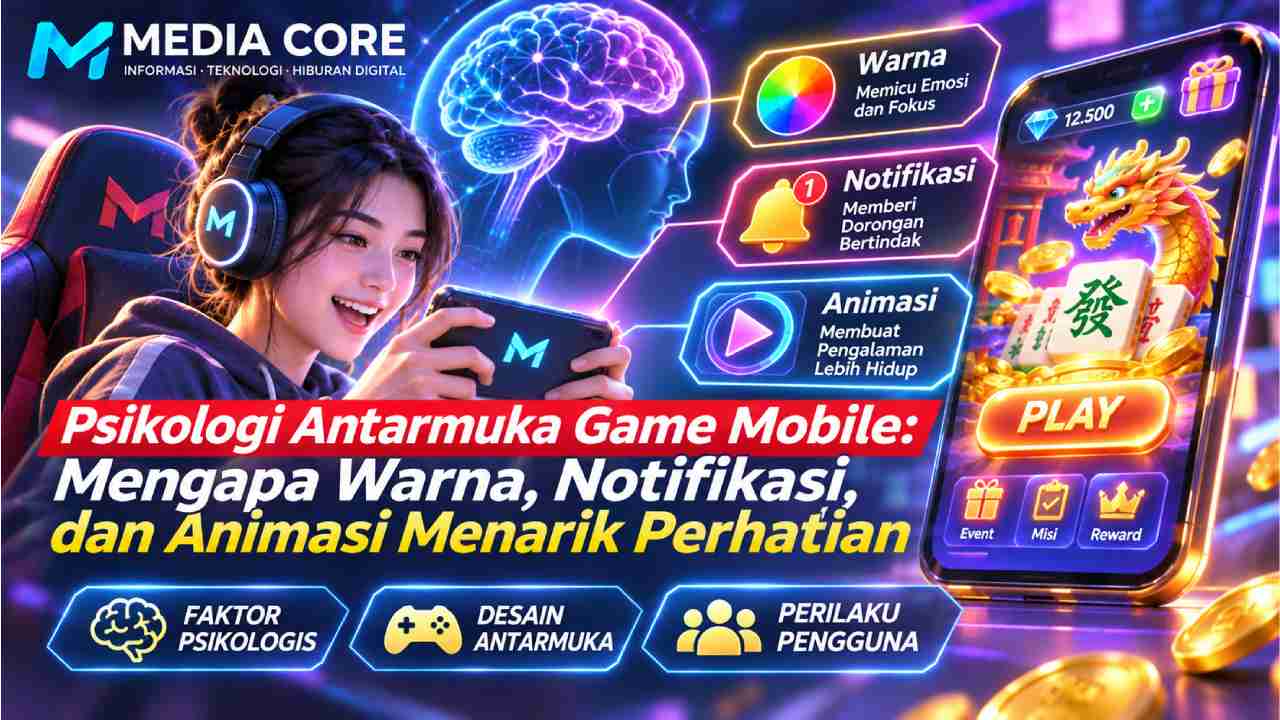 MEDIA CORE
INFORMASI · TEKNOLOGI · HIBURAN DIGITAL
Warna
Memicu Emosi
dan Fokus
1
Notifikasi
Memberi
Dorongan
Bertindak
Animasi
Membuat
Pengalaman
Lebih Hidup
12.500
+
發
PLAY
Event
Misi
Reward
M
M
M
Psikologi Antarmuka Game Mobile:
Mengapa Warna, Notifikasi,
dan Animasi Menarik Perhatian
FAKTOR
PSIKOLOGIS
DESAIN
ANTARMUKA
PERILAKU
PENGGUNA